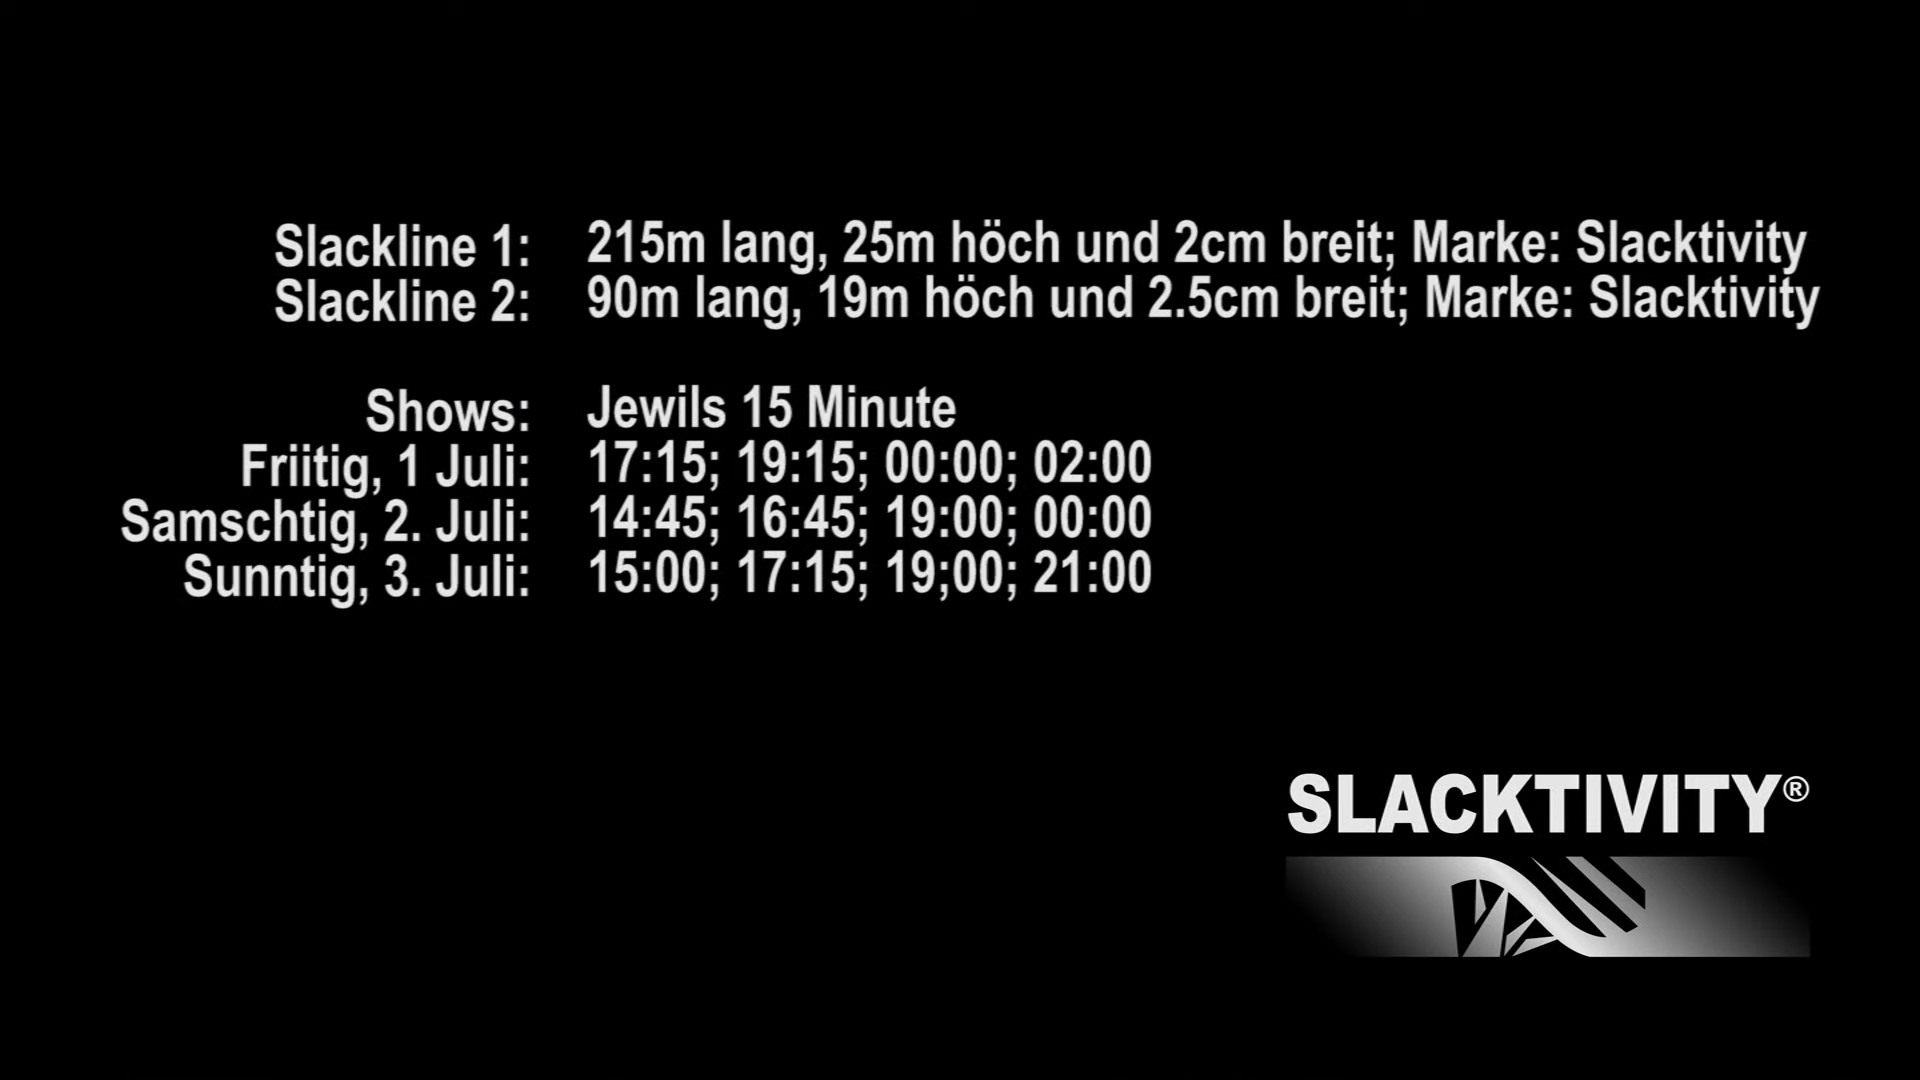 Slackline 1: 215m lang, 25m höch und 2cm breit; Marke: Slacktivity
Slackline 2: 90m lang, 19m höch und 2.5cm breit; Marke: Slacktivity
Shows: Jewils 15 Minute
Friitig, 1 Juli: 17:15; 19:15; 00:00; 02:00
Samschtig, 2. Juli: 14:45; 16:45; 19:00; 00:00
Sunntig, 3. Juli: 15:00; 17:15; 19;00; 21:00
SLACKTIVITY®